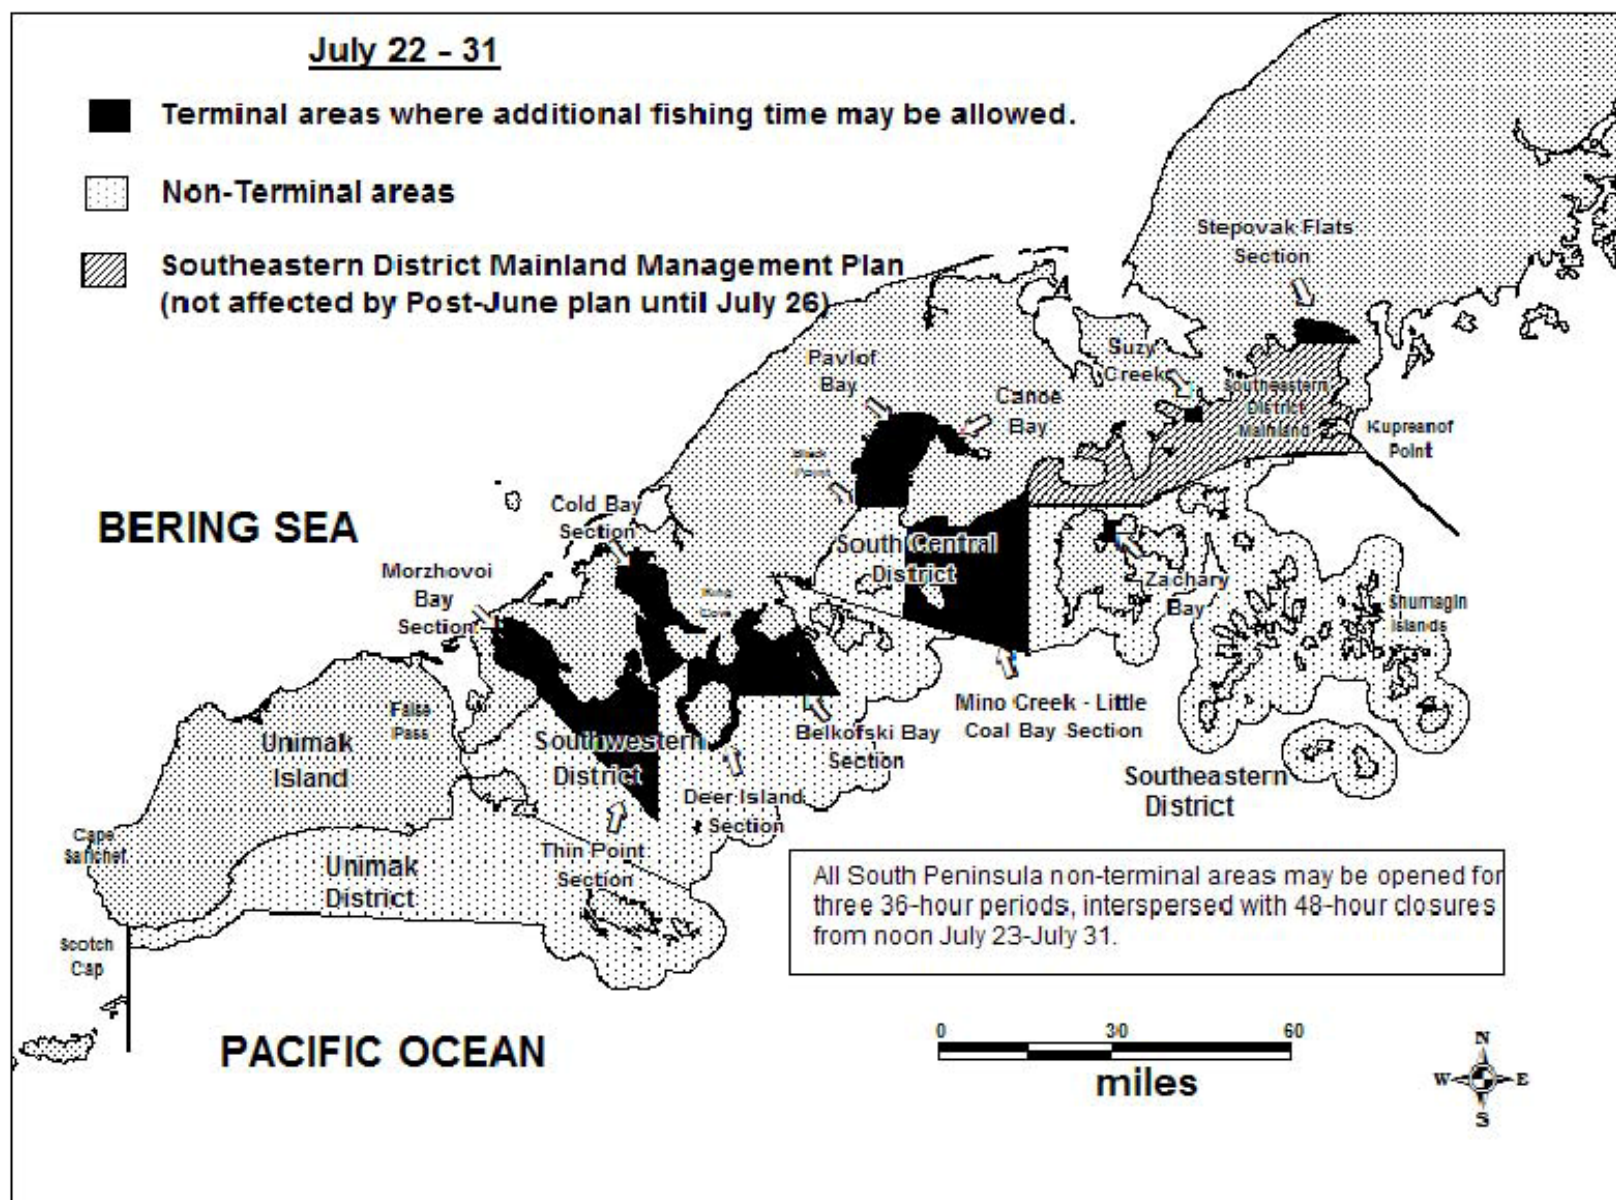 July 22 - 31
Terminal areas where additional fishing time may be allowed.
Non-Terminal areas
Southeastern District Mainland Management Plan
(not affected by Post-June plan until July 26)
Stepovak Flats
Section
Suzy
Creek
Pavlof
Bay
Canoe
Bay
Southeastern
District
Mainland
Kupreanof
Point
Black
Point
Cold Bay
Section
BERING SEA
South Central
District
Morzhovoi
Bay
Section
Zachary
Bay
King
Cove
Shumagin
Islands
False
Pass
Unimak
Island
Southwestern
District
Mino Creek - Little
Coal Bay Section
Belkofski Bay
Section
Southeastern
District
Deer Island
Section
Cape
Sarichef
Thin Point
Section
Unimak
District
All South Peninsula non-terminal areas may be opened for
three 36-hour periods, interspersed with 48-hour closures
from noon July 23-July 31.
Scotch
Cap
PACIFIC OCEAN
0 30 60
miles
N
W E
S